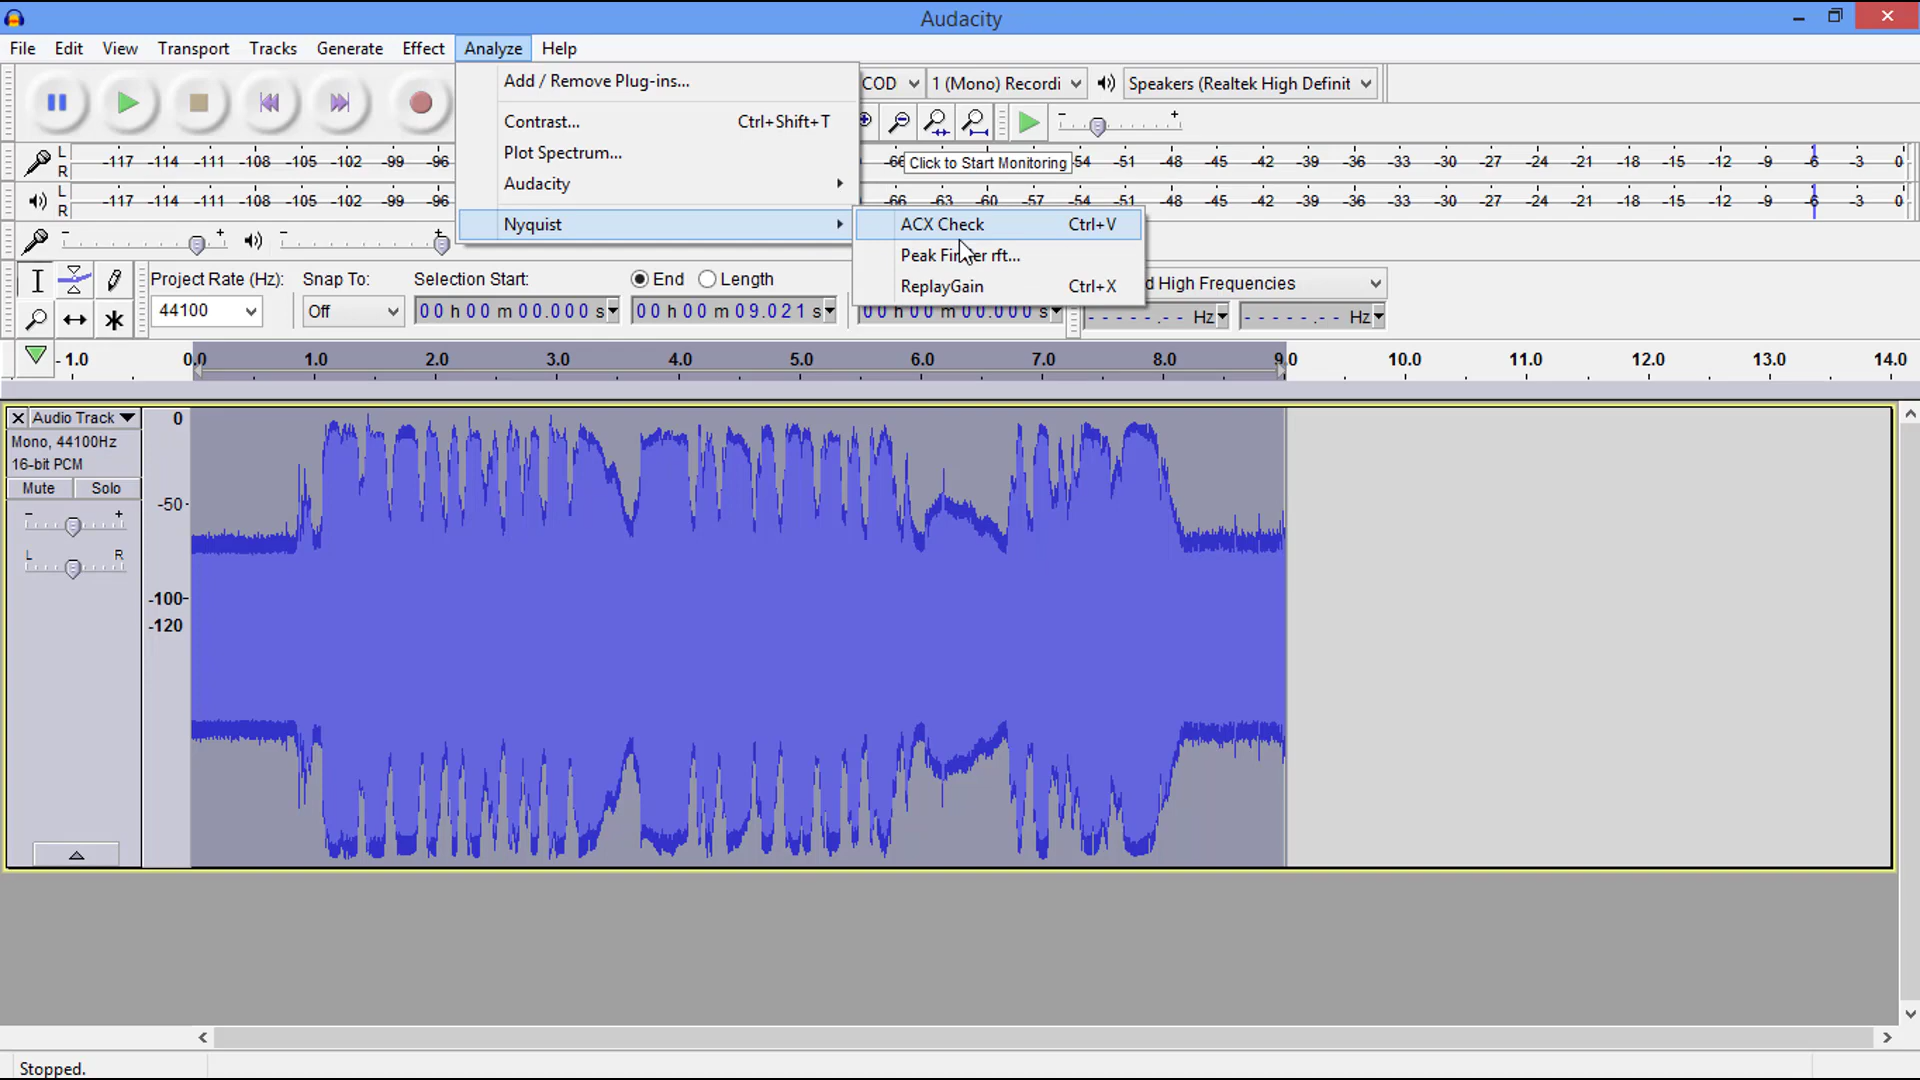 Audacity
File Edit View Transport Tracks Generate Effect Analyze Help
Add / Remove Plug-ins...
COD 1 (Mono) Recordi Speakers (Realtek High Definit
Contrast... Ctrl+Shift+T
Plot Spectrum...
L
R
-117 -114 -111 -108 -105 -102 -99 -96 -66 Click to Start Monitoring 54 -51 -48 -45 -42 -39 -36 -33 -30 -27 -24 -21 -18 -15 -12 -9 -6 -3 0
Audacity
L
R
-117 -114 -111 -108 -105 -102 -99 -96 -66 -63 -60 -57 -54 -51 -48 -45 -42 -39 -36 -33 -30 -27 -24 -21 -18 -15 -12 -9 -6 -3 0
Nyquist ACX Check Ctrl+V
- + - +
Peak Fin er rft...
ReplayGain Ctrl+X
Project Rate (Hz): Snap To: Selection Start: End Length d High Frequencies
44100 Off 00 h 00 m 00.000 s 00 h 00 m 09.021 s 00 h 00 m 00.000 s -----.-- Hz -----.-- Hz
-1.0 0.0 1.0 2.0 3.0 4.0 5.0 6.0 7.0 8.0 9.0 10.0 11.0 12.0 13.0 14.0
Audio Track
Mono, 44100Hz
16-bit PCM
Mute Solo
- +
L R
0
-50
-100
-120
Stopped.